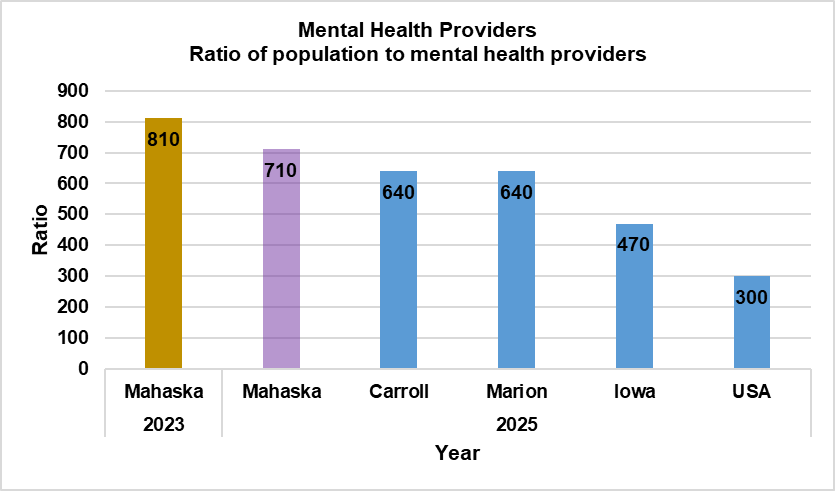 Mental Health Providers
Ratio of population to mental health providers
900
800
700
600
500
400
300
200
100
0
Ratio
810
710
640
640
470
300
Mahaska
Mahaska
Carroll
Marion
Iowa
USA
2023
2025
Year